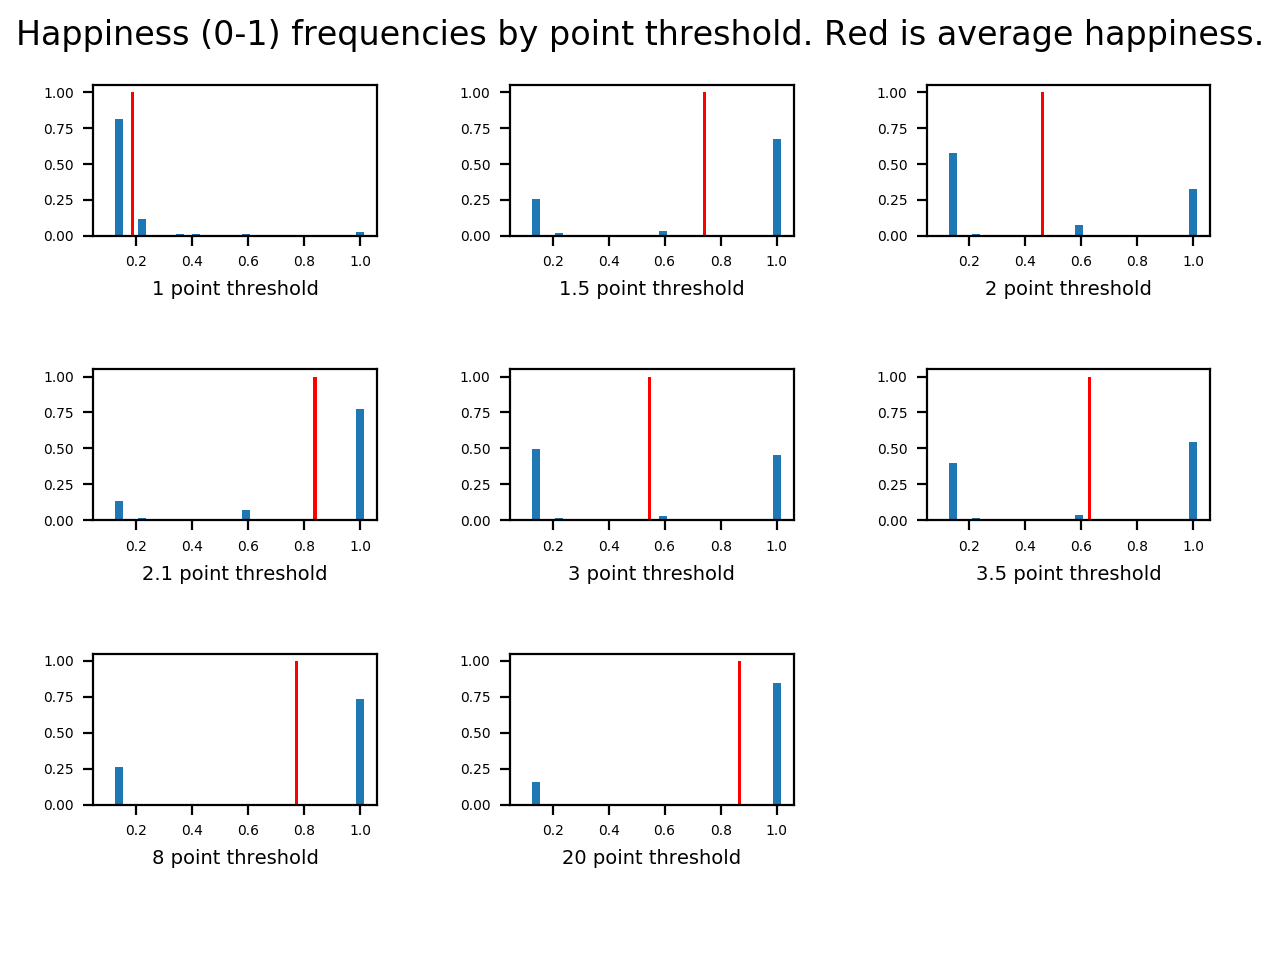 Happiness (0-1) frequencies by point threshold. Red is average happiness.
1.00 1.00 1.00
0.75 0.75 0.75
0.50 0.50 0.50
0.25 0.25 0.25
0.00 0.00 0.00
0.2 0.4 0.6 0.8 1.0 0.2 0.4 0.6 0.8 1.0 0.2 0.4 0.6 0.8 1.0
1 point threshold 1.5 point threshold 2 point threshold
1.00 1.00 1.00
0.75 0.75 0.75
0.50 0.50 0.50
0.25 0.25 0.25
0.00 0.00 0.00
0.2 0.4 0.6 0.8 1.0 0.2 0.4 0.6 0.8 1.0 0.2 0.4 0.6 0.8 1.0
2.1 point threshold 3 point threshold 3.5 point threshold
1.00 1.00
0.75 0.75
0.50 0.50
0.25 0.25
0.00 0.00
0.2 0.4 0.6 0.8 1.0 0.2 0.4 0.6 0.8 1.0
8 point threshold 20 point threshold